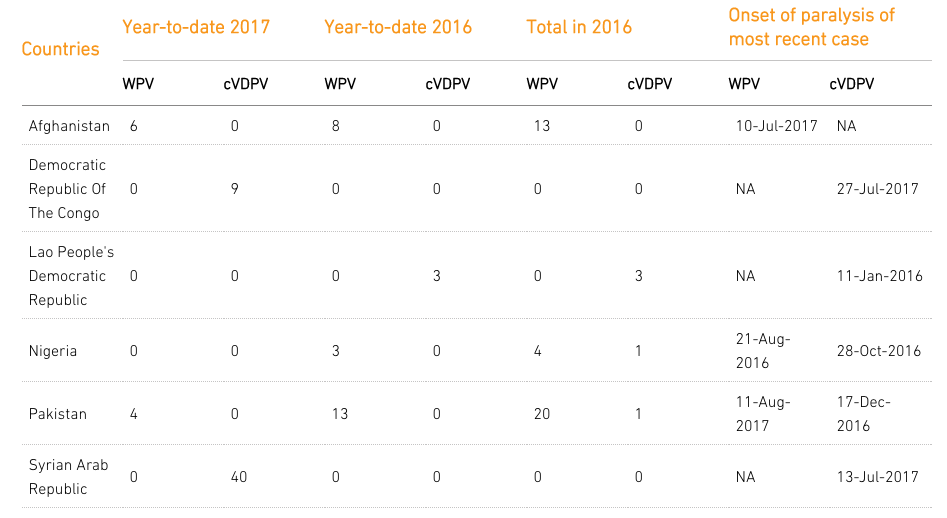 Countries Year-to-date 2017 Year-to-date 2016 Total in 2016 Onset of paralysis of
most recent case
WPV cVDPV WPV cVDPV WPV cVDPV WPV cVDPV
Afghanistan 6 0 8 0 13 0 10-Jul-2017 NA
Democratic
Republic Of 0 9 0 0 0 0 NA 27-Jul-2017
The Congo
Lao People's
Democratic 0 0 0 3 0 3 NA 11-Jan-2016
Republic
Nigeria 0 0 3 0 4 1 21-Aug-
2016 28-Oct-2016
Pakistan 4 0 13 0 20 1 11-Aug- 17-Dec-
2017 2016
Syrian Arab
Republic 0 40 0 0 0 0 NA 13-Jul-2017